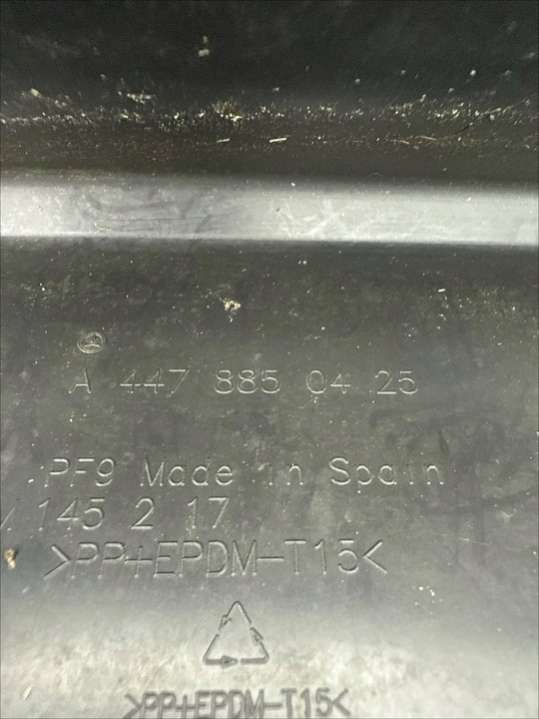 A 447 885 04 25
PF9 Made in Spain
145 2 17
>PP+EPDM-T15<
>PP+EPDM-T15<